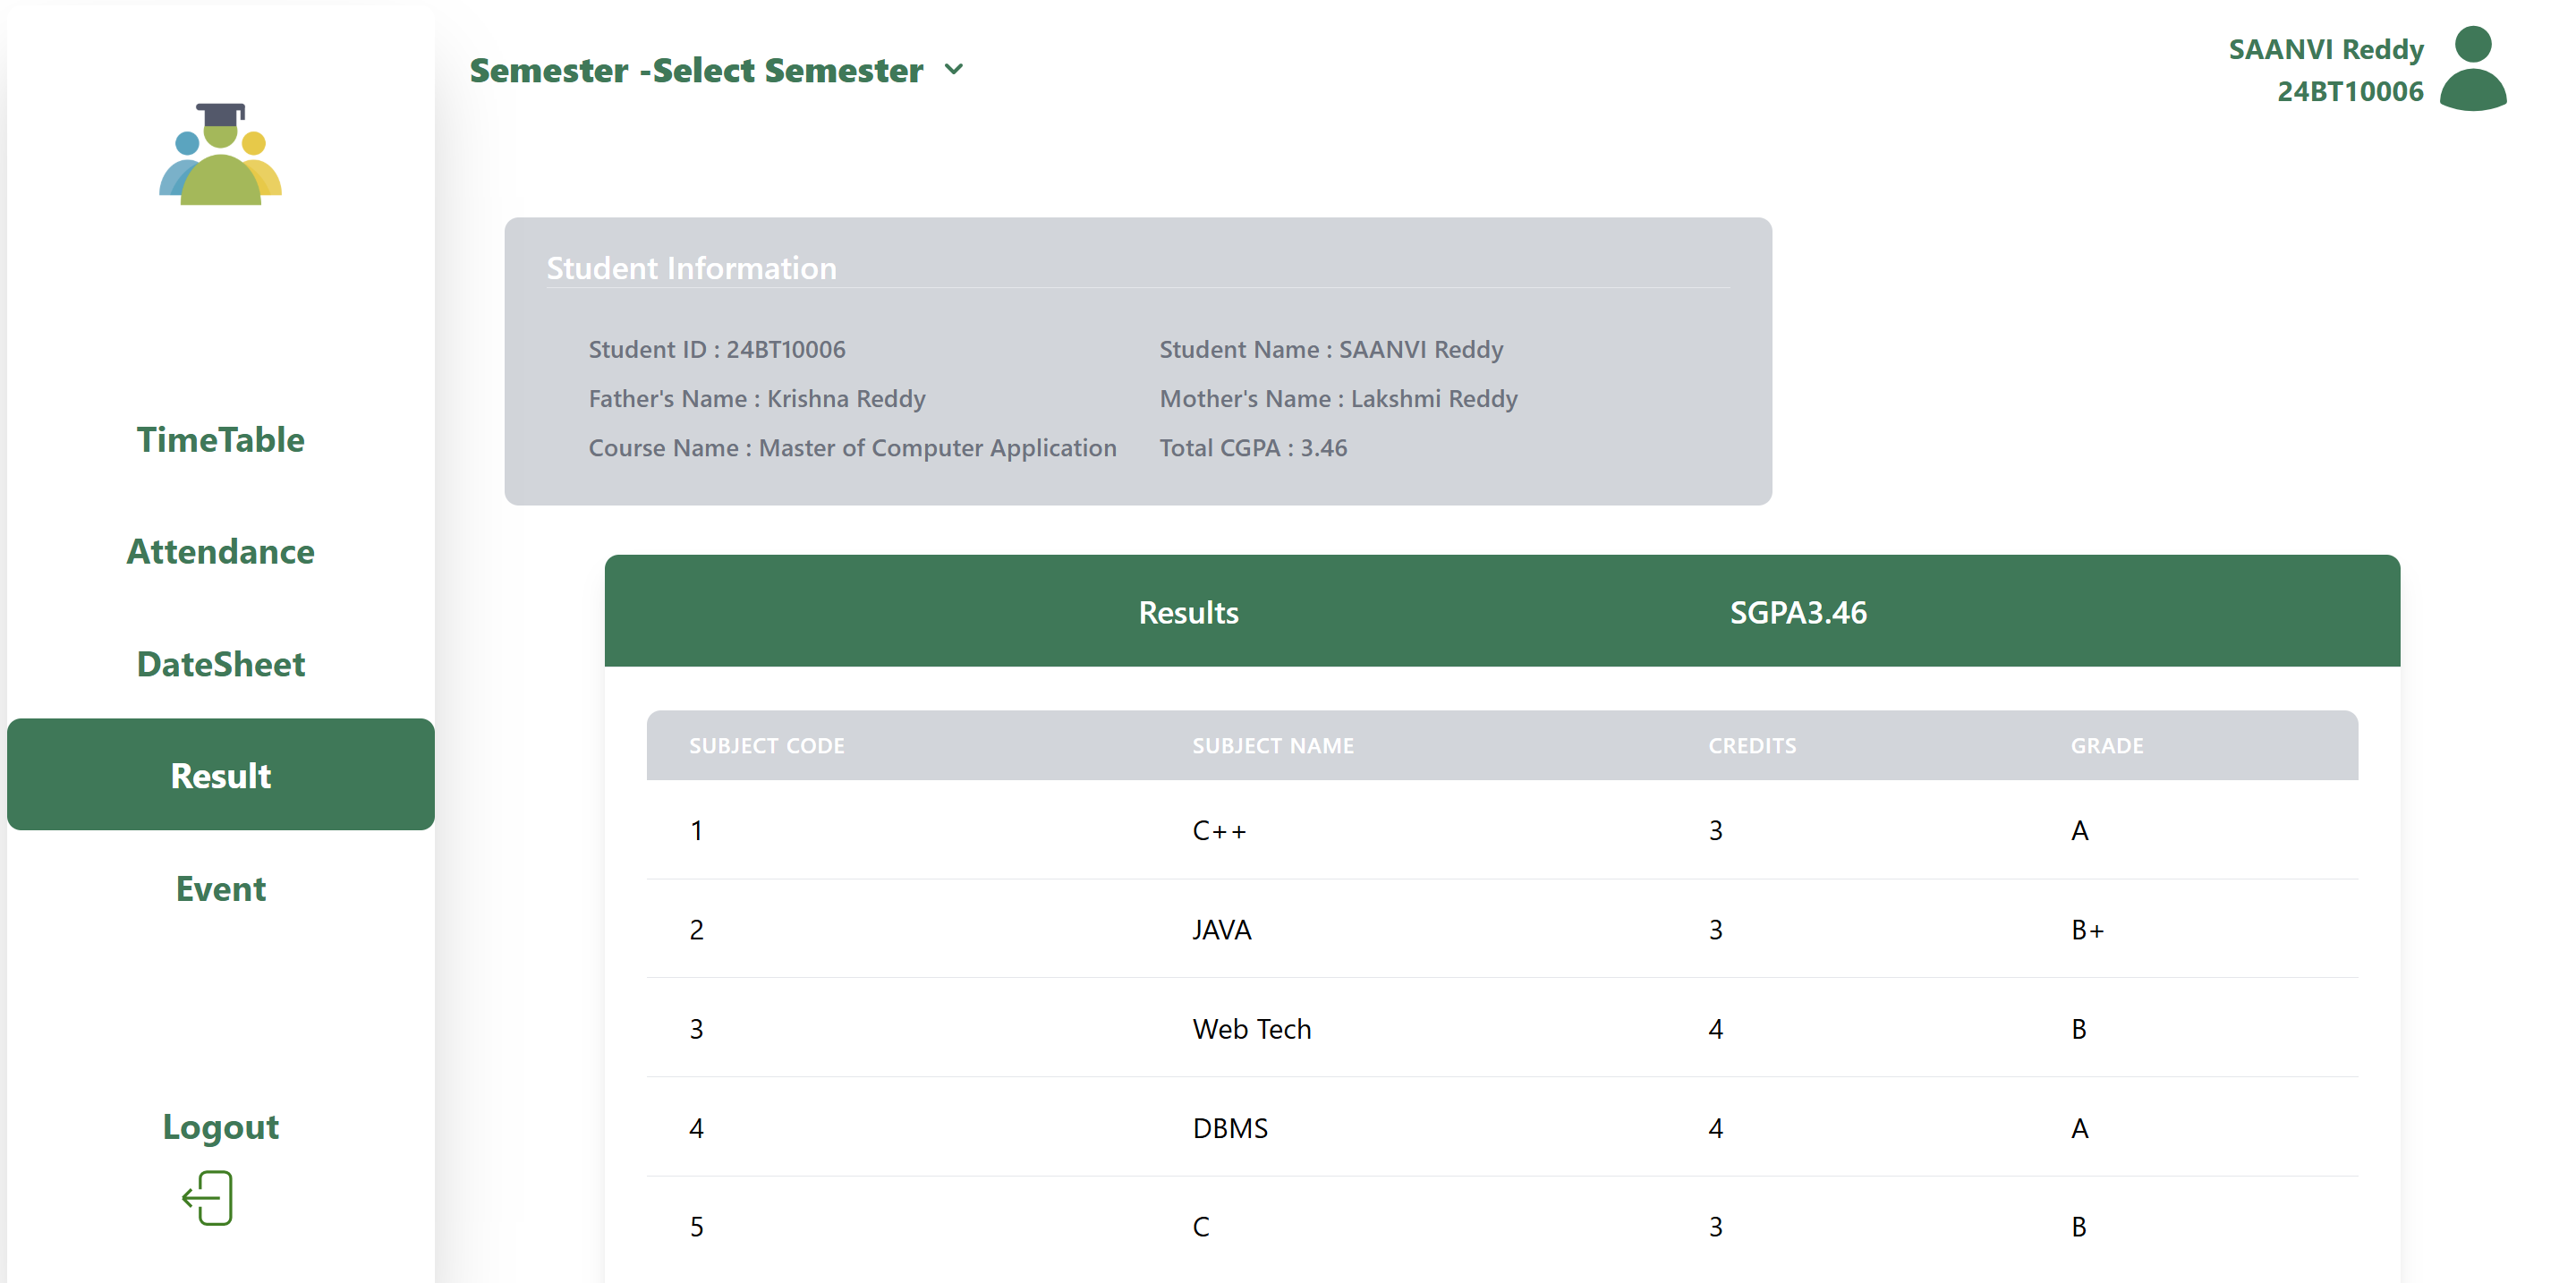 Semester -Select Semester
SAANVI Reddy
24BT10006
TimeTable
Attendance
DateSheet
Result
Event
Logout
Student Information
Student ID : 24BT10006 Student Name : SAANVI Reddy
Father's Name : Krishna Reddy Mother's Name : Lakshmi Reddy
Course Name : Master of Computer Application Total CGPA : 3.46
Results SGPA3.46
SUBJECT CODE SUBJECT NAME CREDITS GRADE
1 C++ 3 A
2 JAVA 3 B+
3 Web Tech 4 B
4 DBMS 4 A
5 C 3 B